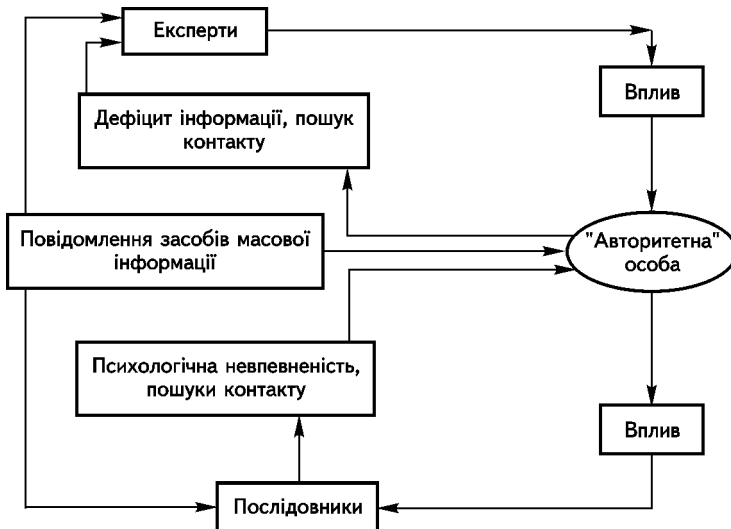 Експерти
Вплив
Дефіцит інформації, пошук
контакту
Повідомлення засобів масової
інформації
"Авторитетна"
особа
Психологічна невпевненість,
пошуки контакту
Вплив
Послідовники